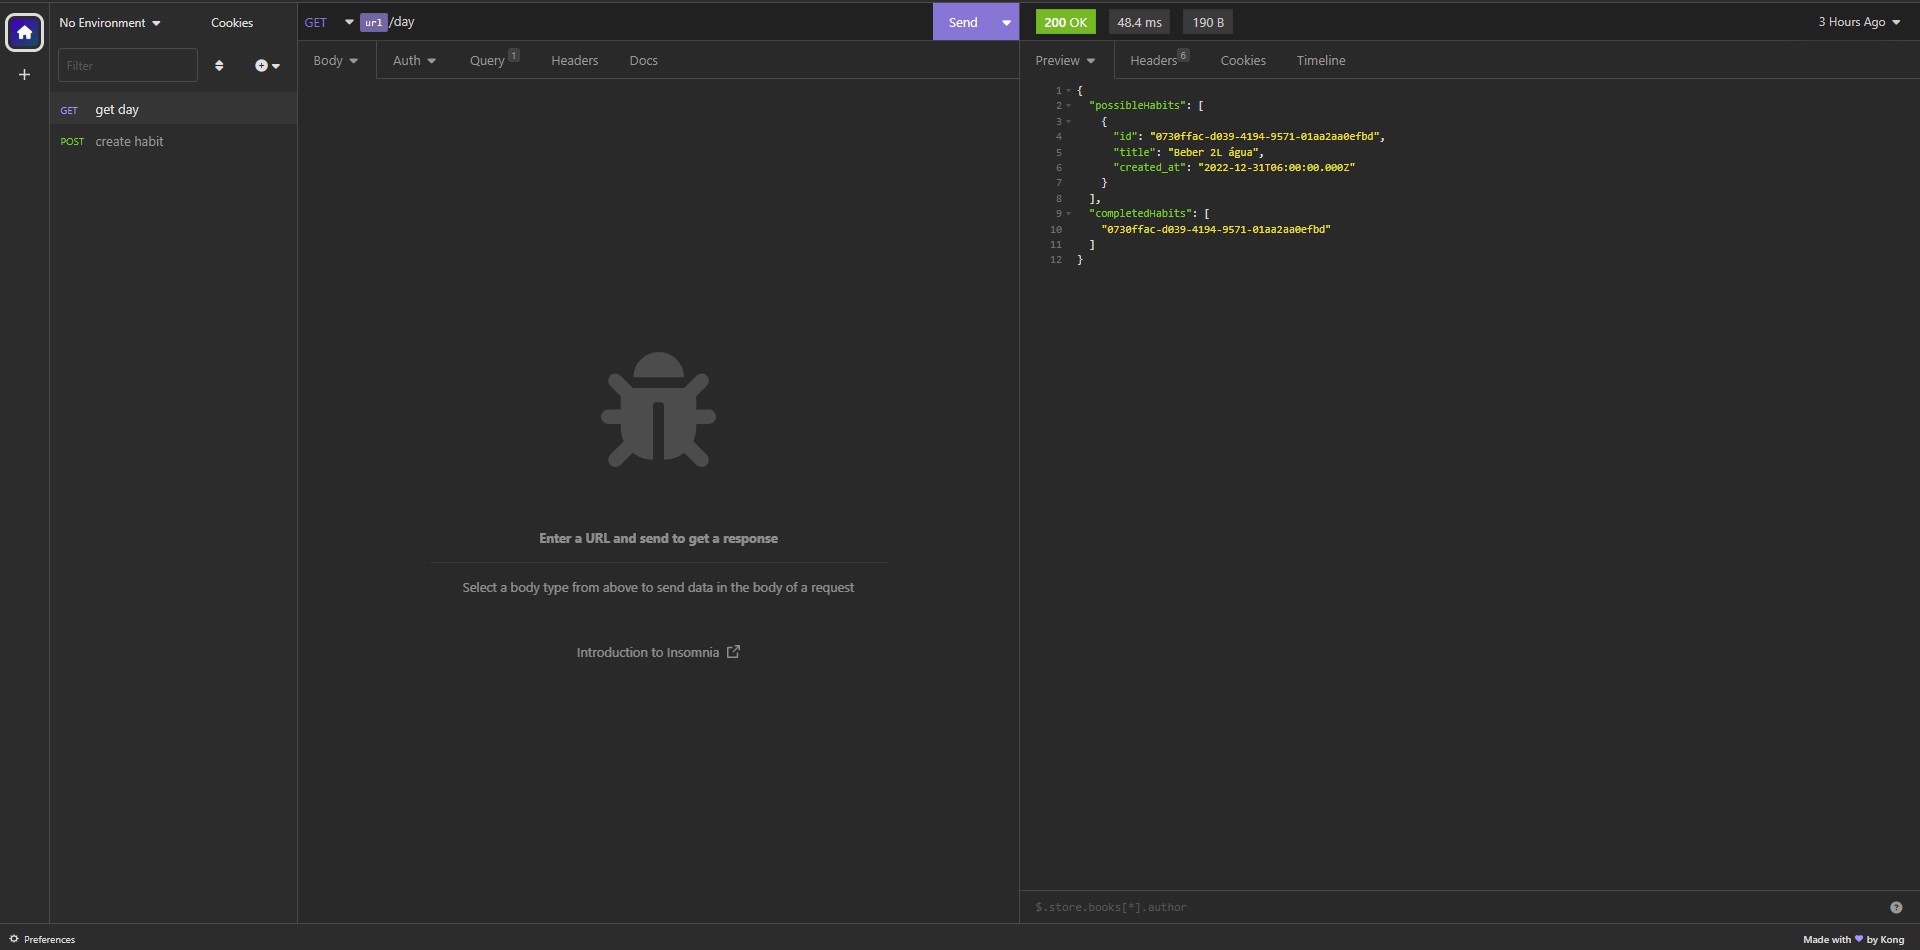 No Environment
Cookies
GET
url/day
Send
200 OK
48.4 ms
190 B
3 Hours Ago
Filter
Body
Auth
Query 1
Headers
Docs
Preview
Headers 6
Cookies
Timeline
GET get day
POST create habit
1 {
2 "possibleHabits": [
3 {
4 "id": "0730ffac-d039-4194-9571-01aa2aa0efbd",
5 "title": "Beber 2L água",
6 "created_at": "2022-12-31T06:00:00.000Z"
7 }
8 ],
9 "completedHabits": [
10 "0730ffac-d039-4194-9571-01aa2aa0efbd"
11 ]
12 }
Enter a URL and send to get a response
Select a body type from above to send data in the body of a request
Introduction to Insomnia
$.store.books[*].author
?
Preferences
Made with ♥ by Kong